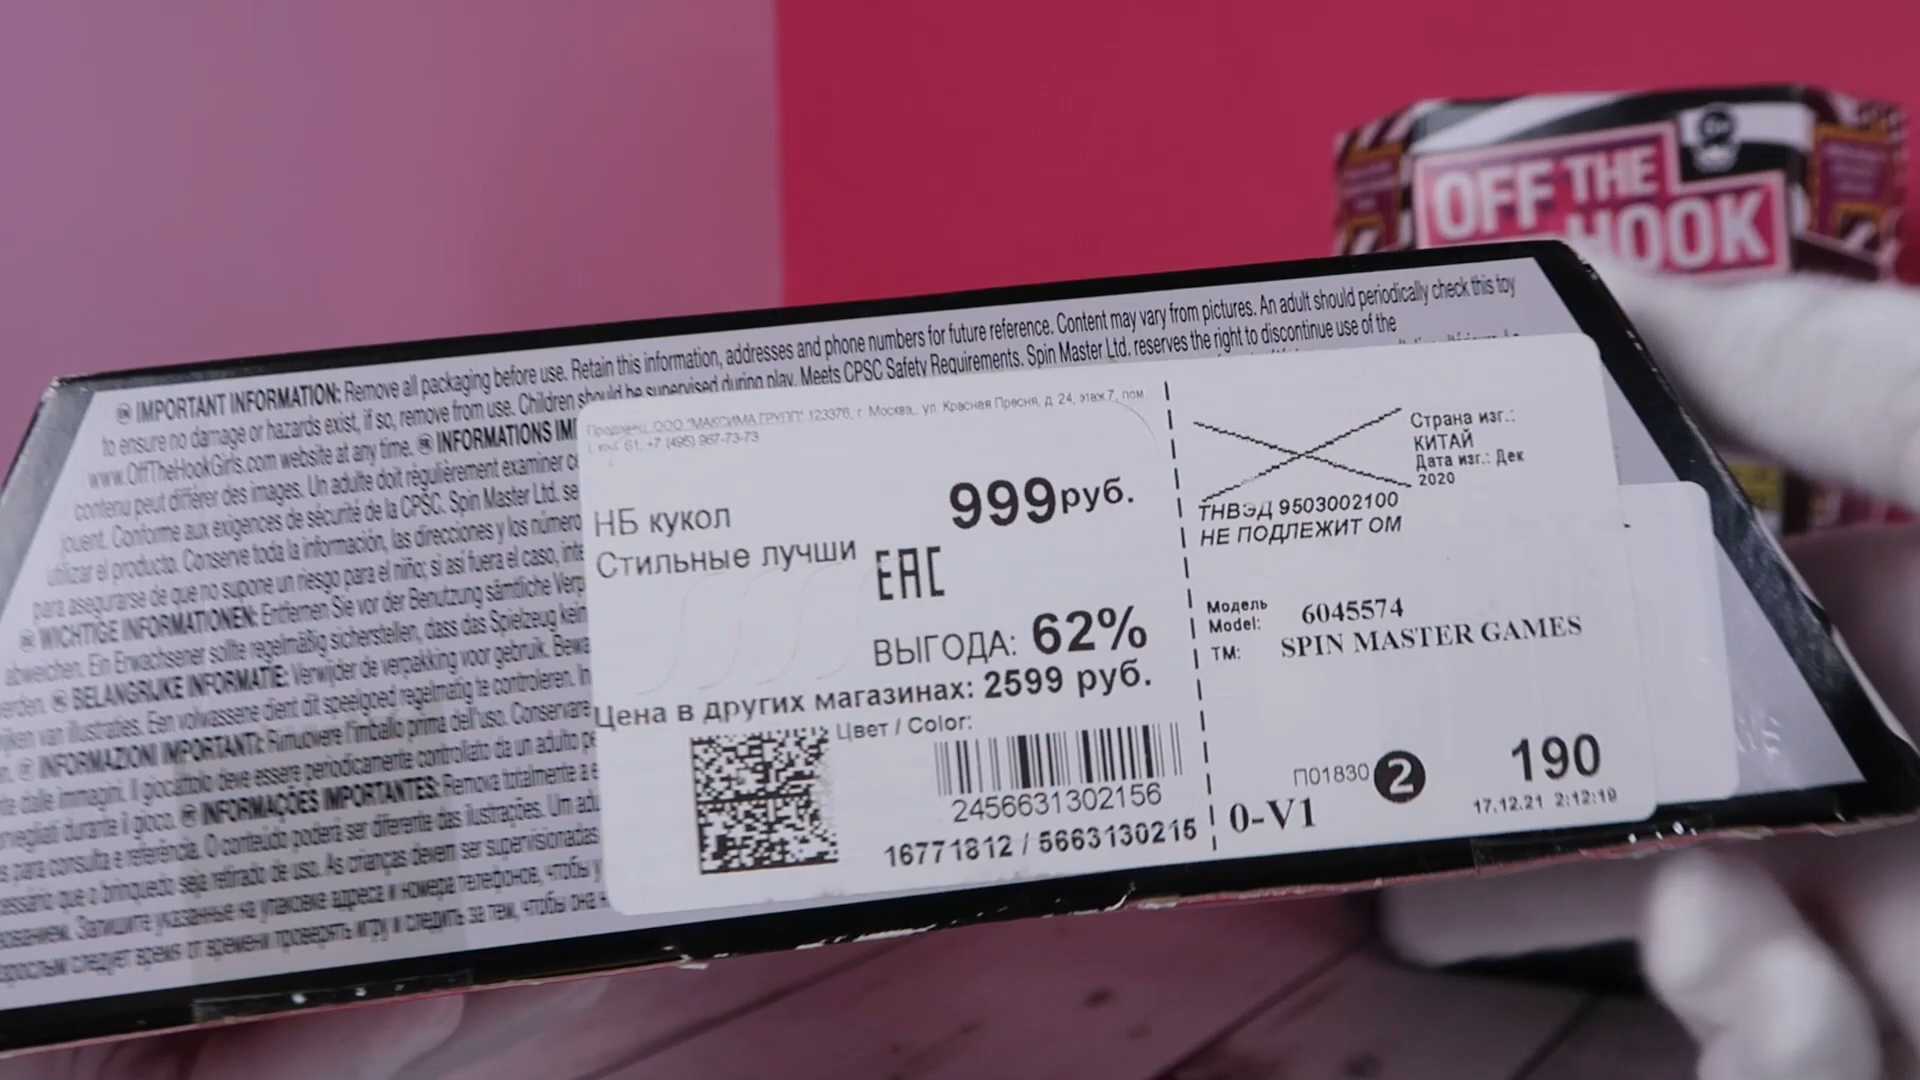 OFF THE
HOOK
IMPORTANT INFORMATION: Remove all packaging before use. Retain this information, addresses and phone numbers for future reference. Content may vary from pictures. An adult should periodically check this toy
to ensure no damage or hazards exist, if so, remove from use. Children should be supervised during play. Meets CPSC Safety Requirements. Spin Master Ltd. reserves the right to discontinue use of the
www.OffTheHookGirls.com website at any time. INFORMATIONS IM
contenu peut différer des images. Un adulte doit régulièrement examiner
jouent. Conforme aux exigences de sécurité de la CPSC. Spin Master Ltd. se
utilizar el producto. Conserve toda la información, las direcciones y los número
para asegurarse de que no supone un riesgo para el niño; si así fuera el caso, inte
WICHTIGE INFORMATIONEN: Entfernen Sie vor der Benutzung sämtliche Verp
abweichen. Ein Erwachsener sollte regelmäßig sicherstellen, dass das Spielzeug kein
werden. BELANGRIJKE INFORMATIE: Verwijder de verpakking voor gebruik. Bewa
ijken van illustraties. Een volwassene dient dit speelgoed regelmatig te controleren. In
INFORMAZIONI IMPORTANTI: Rimuovere l'imballo prima dell'uso. Conservare
dalle immagini. Il giocattolo deve essere periodicamente controllato da un adulto pe
rvegliati durante il gioco. INFORMAÇÕES IMPORTANTES: Remova totalmente a e
para consulta e referência. O conteúdo poderá ser diferente das ilustrações. Um adu
essário que o brinquedo seja retirado de uso. As crianças devem ser supervisionadas
Запишите указанные на упаковке адреса и номера телефонов, чтобы у
взрослым следует время от времени проверять игру и следить за тем, чтобы она н
Продавец: ООО "МАКСИМА ГРУПП" 123376, г. Москва,. ул. Красная Пресня, д. 24, этаж 7, пом
61. +7 (495) 967-73-73
НБ кукол
999руб.
Стильные лучши
EAC
ВЫГОДА: 62%
Цена в других магазинах: 2599 руб.
Цвет / Color:
2456631302156
16771812 / 5663130215
Страна изг.:
КИТАЙ
Дата изг.: Дек
2020
ТНВЭД 9503002100
НЕ ПОДЛЕЖИТ ОМ
Модель
Model: 6045574
ТМ: SPIN MASTER GAMES
П01830 2 190
0-V1 17.12.21 2:12:19